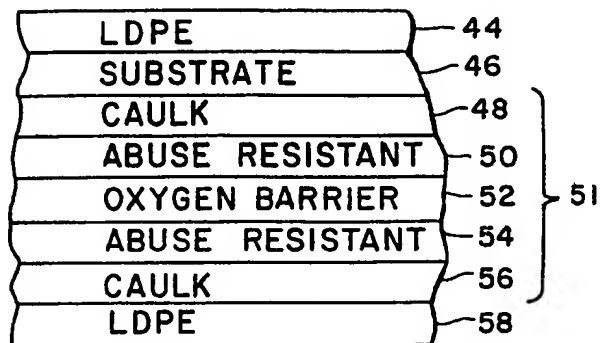 LDPE 44
SUBSTRATE 46
CAULK 48
ABUSE RESISTANT 50
OXYGEN BARRIER 52
51
ABUSE RESISTANT 54
CAULK 56
LDPE 58